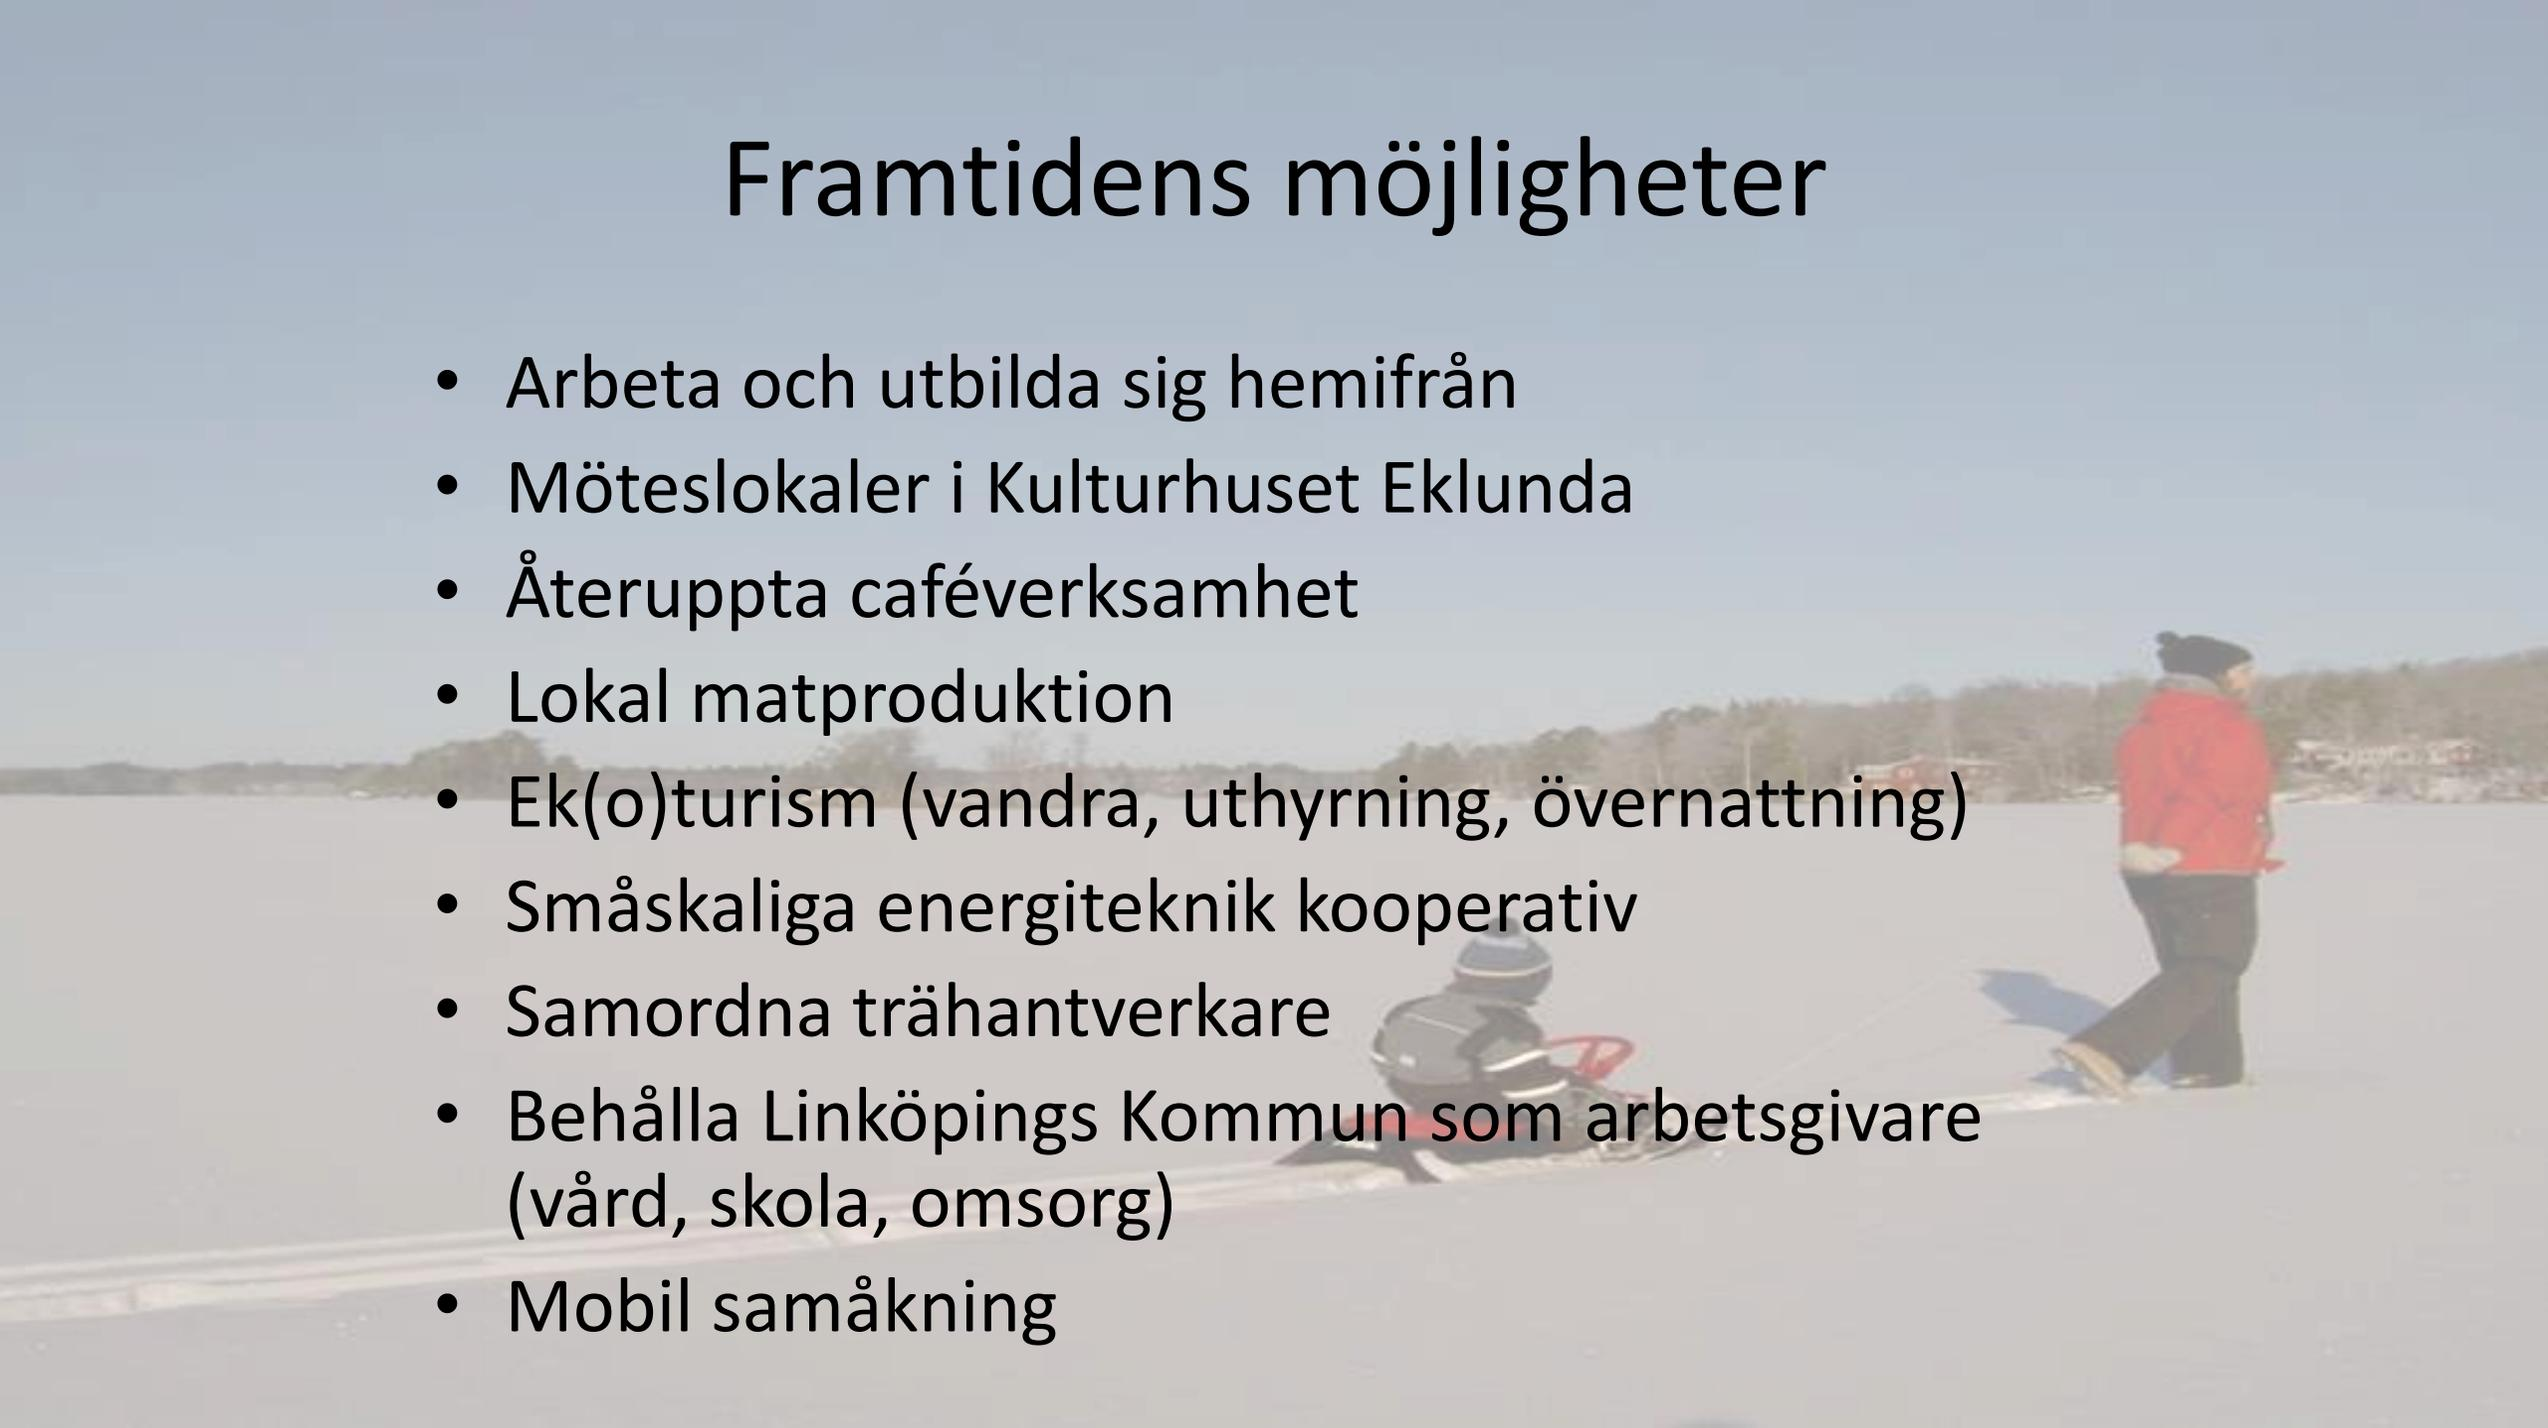 Framtidens möjligheter
• Arbeta och utbilda sig hemifrån
• Möteslokaler i Kulturhuset Eklunda
• Återuppta caféverksamhet
• Lokal matproduktion
• Ek(o)turism (vandra, uthyrning, övernattning)
• Småskaliga energiteknik kooperativ
• Samordna trähantverkare
• Behålla Linköpings Kommun som arbetsgivare
(vård, skola, omsorg)
• Mobil samåkning